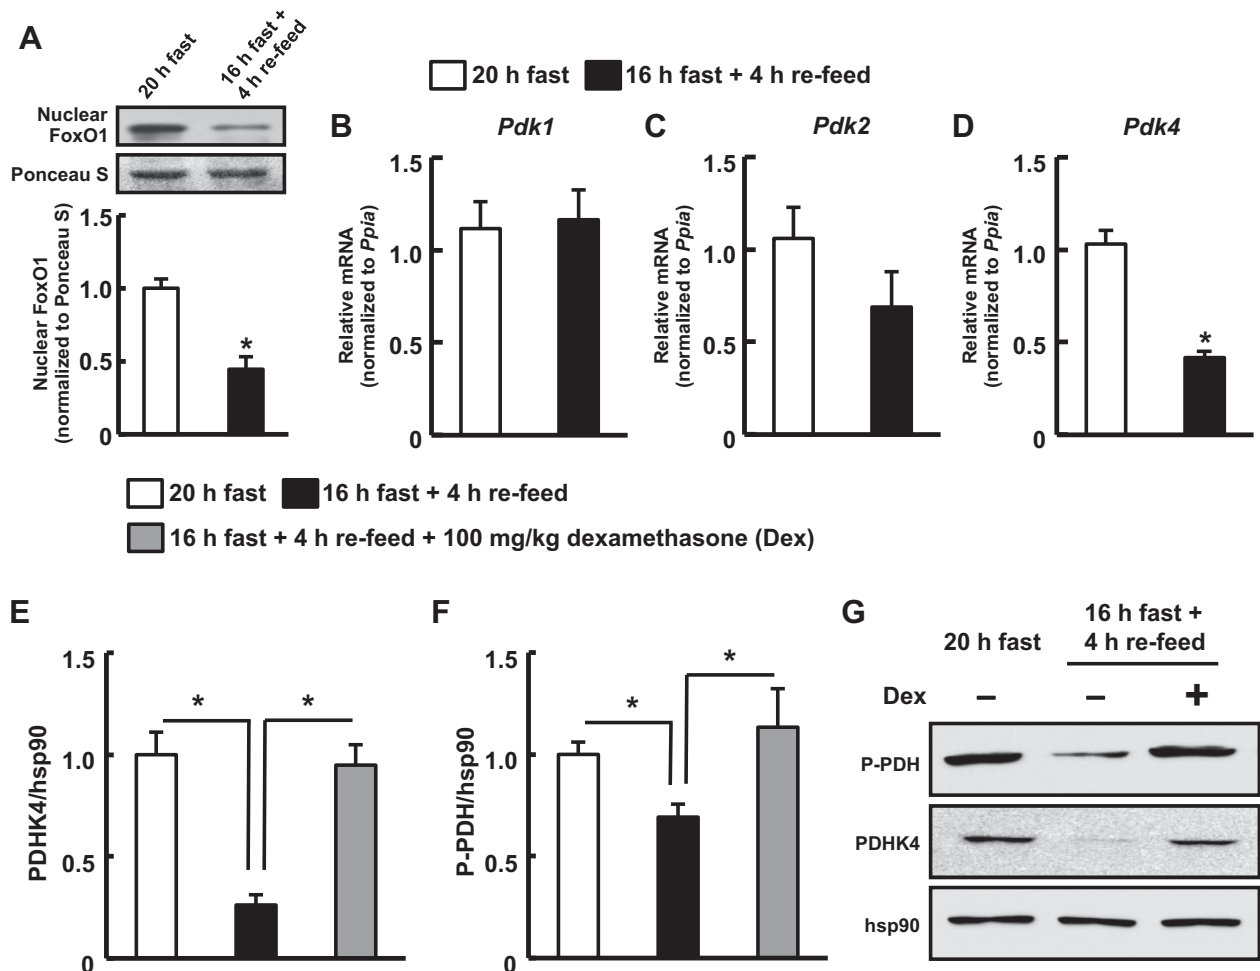 A
20 h fast
16 h fast +
4 h re-feed
Nuclear
FoxO1
Ponceau S
Nuclear FoxO1
(normalized to Ponceau S)
1.5
1.0
0.5
0
*
20 h fast
16 h fast + 4 h re-feed
B
Pdk1
Relative mRNA
(normalized to Ppia)
1.5
1.0
0.5
0
C
Pdk2
Relative mRNA
(normalized to Ppia)
1.5
1.0
0.5
0
D
Pdk4
Relative mRNA
(normalized to Ppia)
1.5
1.0
0.5
0
*
20 h fast
16 h fast + 4 h re-feed
16 h fast + 4 h re-feed + 100 mg/kg dexamethasone (Dex)
E
PDHK4/hsp90
1.5
1.0
0.5
0
*
*
F
P-PDH/hsp90
1.5
1.0
0.5
0
*
*
G
20 h fast
16 h fast +
4 h re-feed
Dex – – +
P-PDH
PDHK4
hsp90